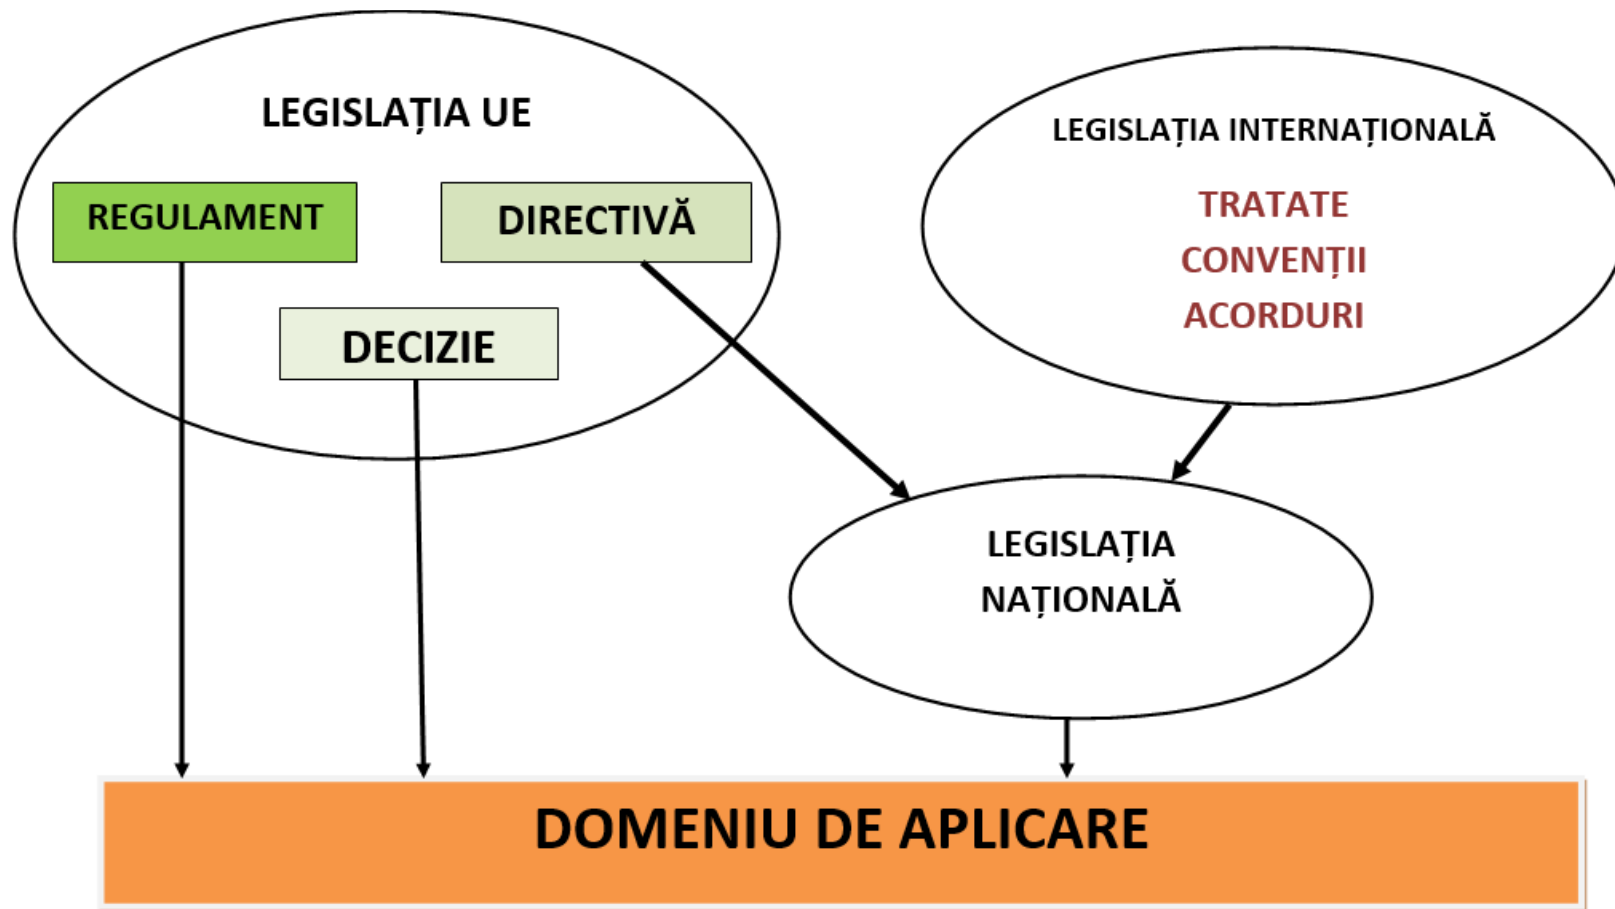 LEGISLAȚIA UE
REGULAMENT
DIRECTIVĂ
DECIZIE
LEGISLAȚIA INTERNAȚIONALĂ
TRATATE
CONVENȚII
ACORDURI
LEGISLAȚIA
NAȚIONALĂ
DOMENIU DE APLICARE